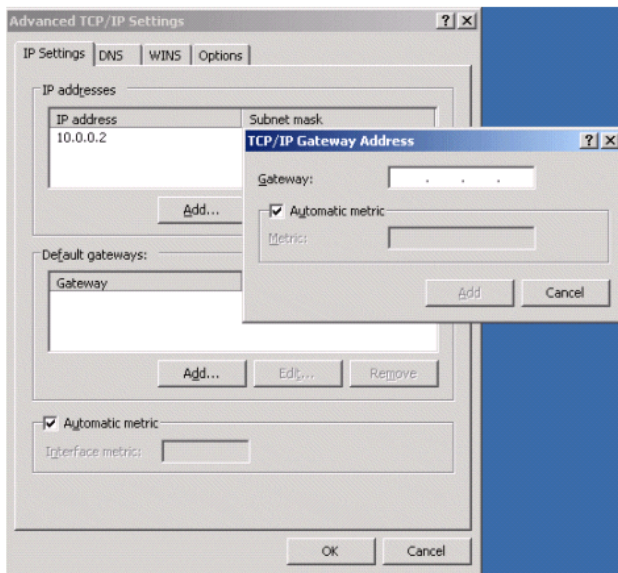 Advanced TCP/IP Settings
IP Settings DNS WINS Options
IP addresses
IP address Subnet mask
10.0.0.2
Add...
TCP/IP Gateway Address
Gateway: . . .
Automatic metric
Metric:
Add Cancel
Default gateways:
Gateway
Add... Edit... Remove
Automatic metric
Interface metric:
OK Cancel